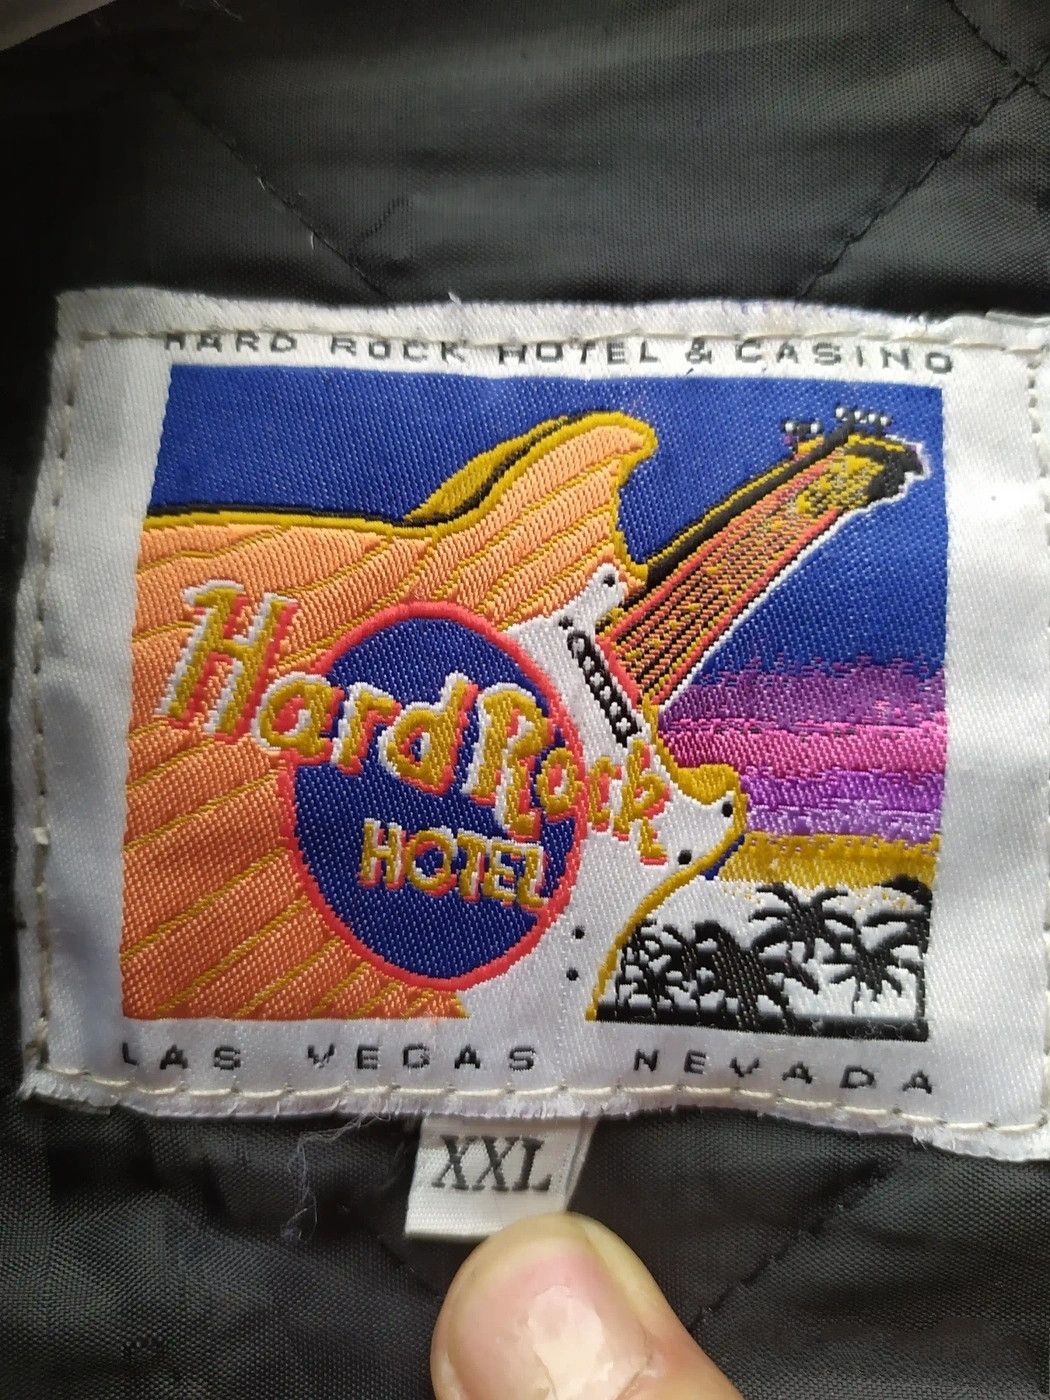 HARD ROCK HOTEL & CASINO
Hard Rock
HOTEL
LAS VEGAS NEVADA
XXL